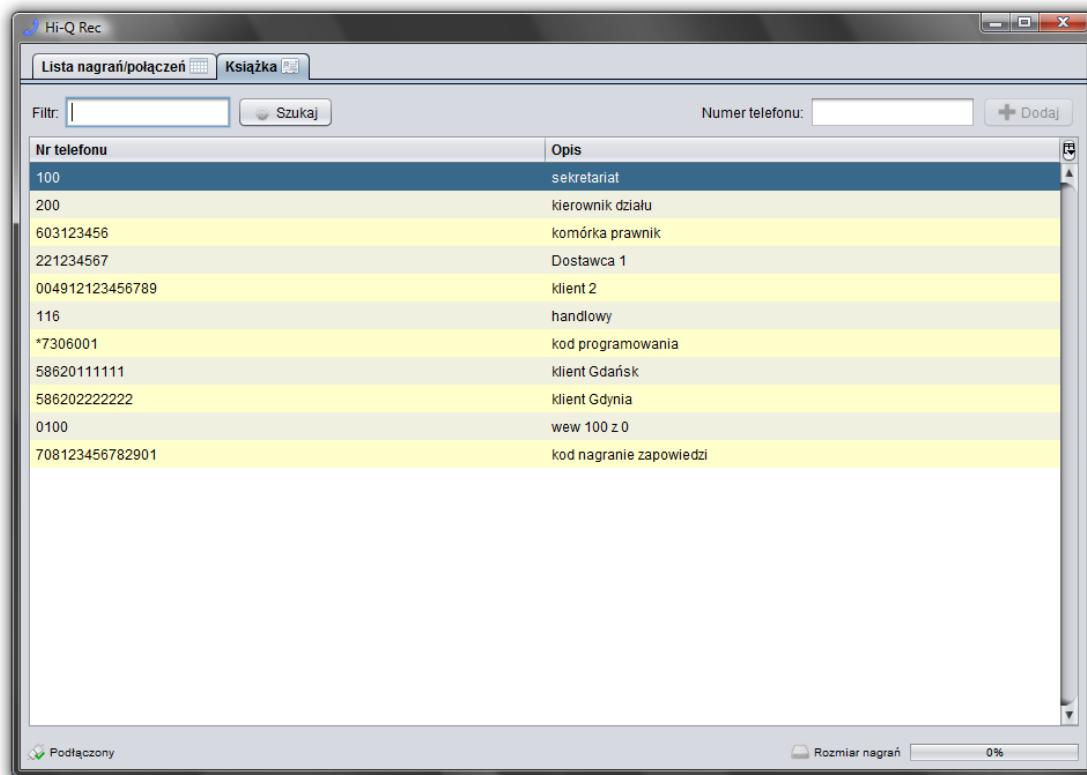 Hi-Q Rec
Lista nagrań/połączeń Książka
Filtr: Szukaj Numer telefonu: Dodaj
Nr telefonu Opis
100 sekretariat
200 kierownik działu
603123456 komórka prawnik
221234567 Dostawca 1
004912123456789 klient 2
116 handlowy
*7306001 kod programowania
58620111111 klient Gdańsk
586202222222 klient Gdynia
0100 wew 100 z 0
708123456782901 kod nagranie zapowiedzi
Podłączony Rozmiar nagrań 0%